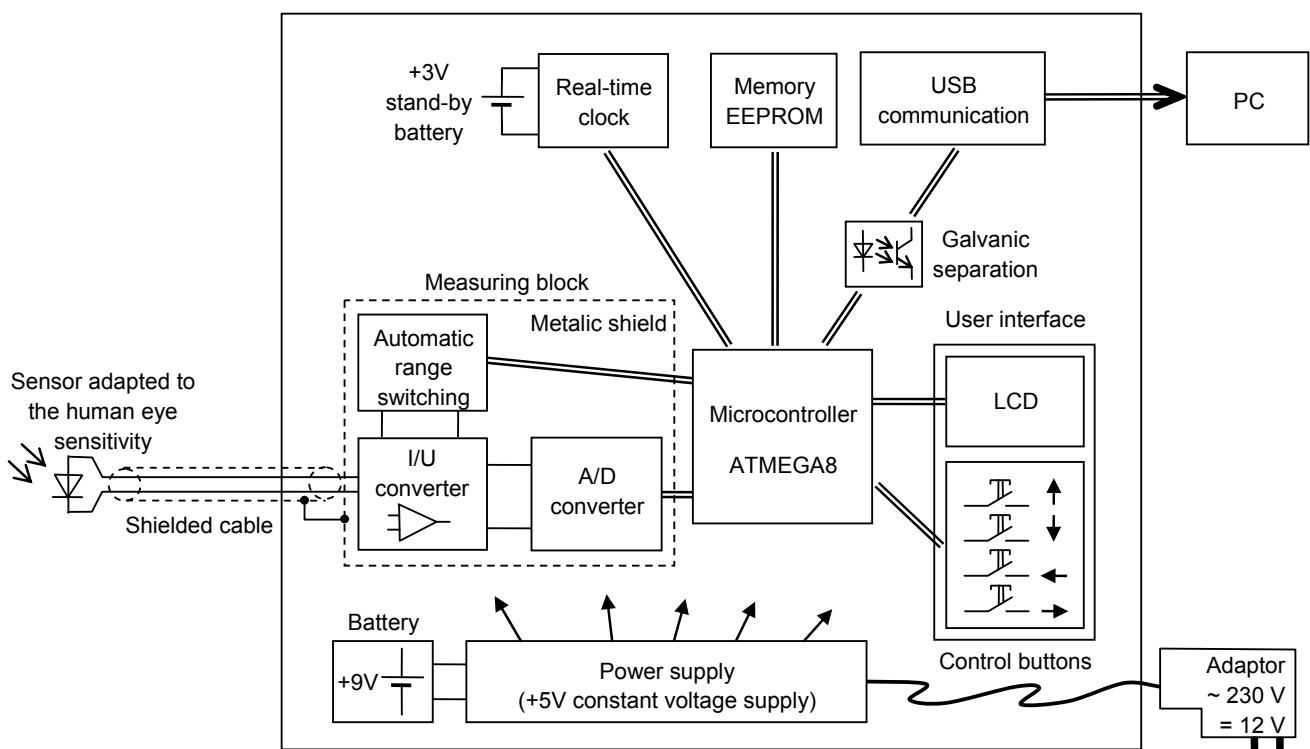 +3V
stand-by
battery
Real-time
clock
Memory
EEPROM
USB
communication
PC
Galvanic
separation
Measuring block
Metalic shield
User interface
Automatic
range
switching
Sensor adapted to
the human eye
sensitivity
Microcontroller
ATMEGA8
LCD
I/U
converter
A/D
converter
Shielded cable
Battery
+9V
Power supply
(+5V constant voltage supply)
Control buttons
Adaptor
~ 230 V
= 12 V